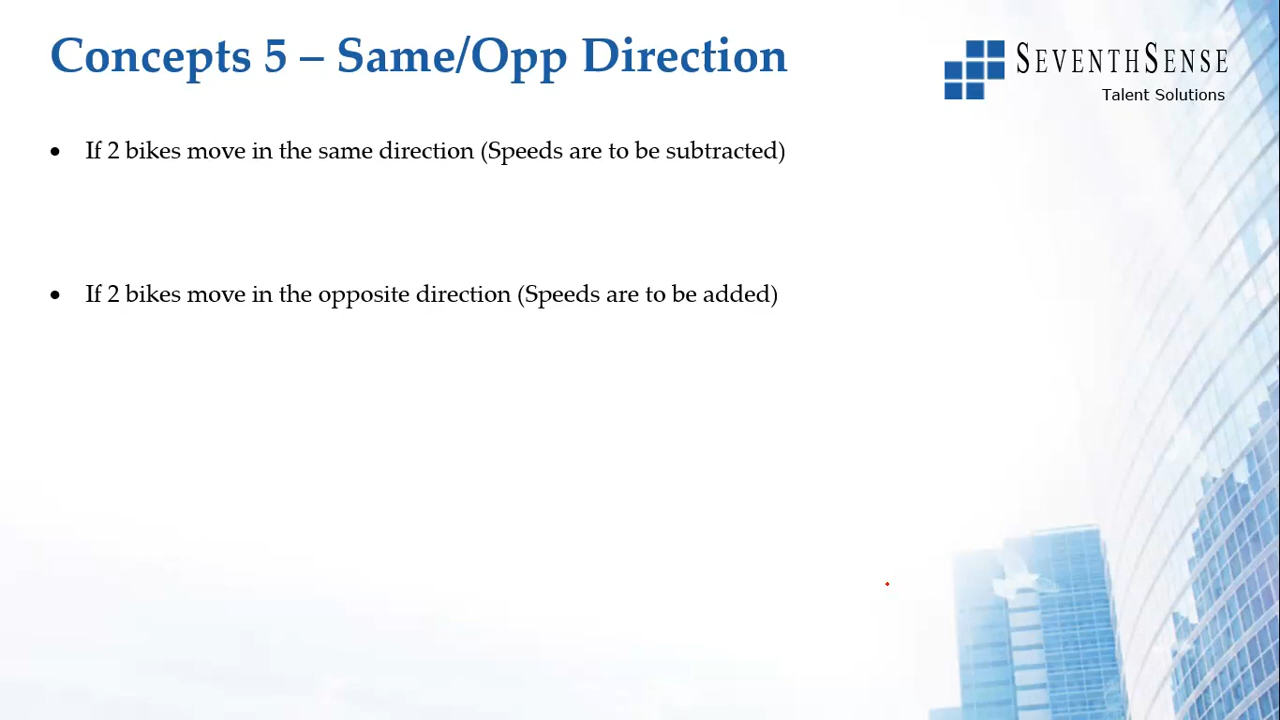 Concepts 5 – Same/Opp Direction
SEVENTHSENSE
Talent Solutions
• If 2 bikes move in the same direction (Speeds are to be subtracted)
• If 2 bikes move in the opposite direction (Speeds are to be added)